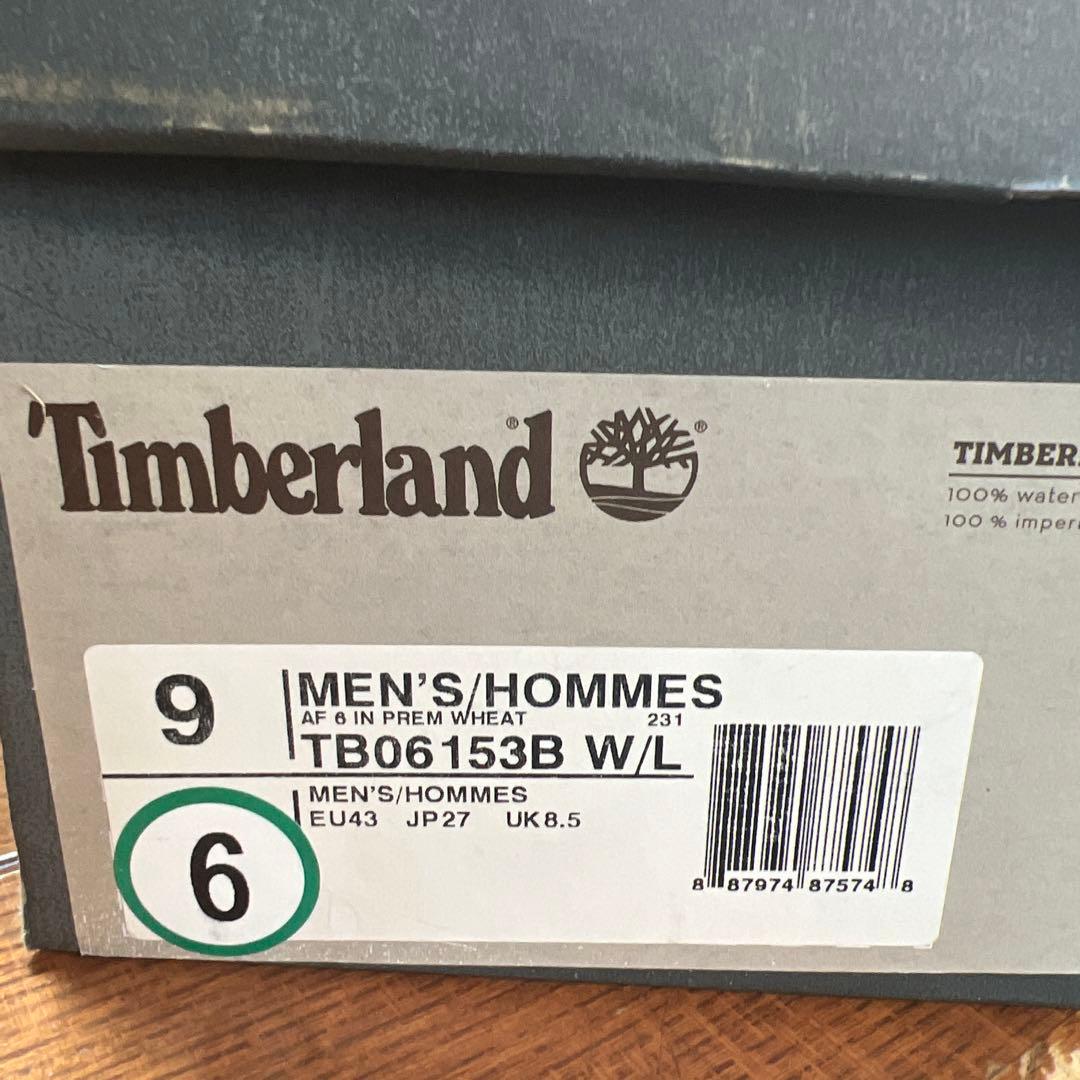 Timberland® ®
TIMBER
100% water
100 % imper
9
MEN'S/HOMMES
AF 6 IN PREM WHEAT 231
TB06153B W/L
MEN'S/HOMMES
EU43 JP27 UK8.5
6
8 87974 87574 8